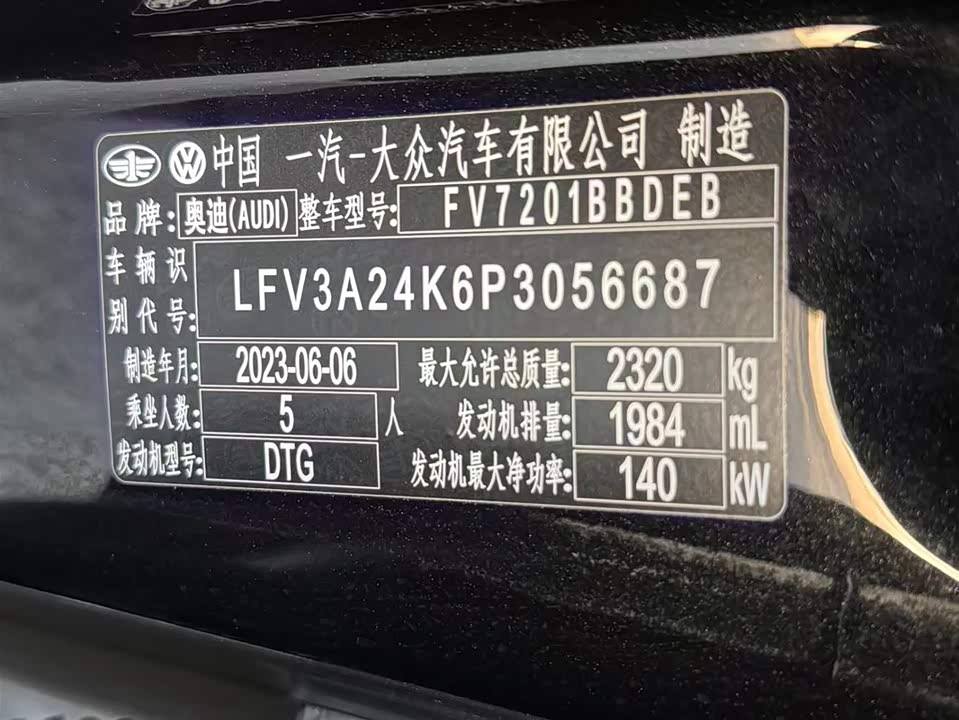 中国 一汽-大众汽车有限公司 制造
品牌: 奥迪(AUDI) 整车型号: FV7201BBDEB
车辆识别代号: LFV3A24K6P3056687
制造年月: 2023-06-06 最大允许总质量: 2320 kg
乘坐人数: 5 人 发动机排量: 1984 mL
发动机型号: DTG 发动机最大净功率: 140 kW